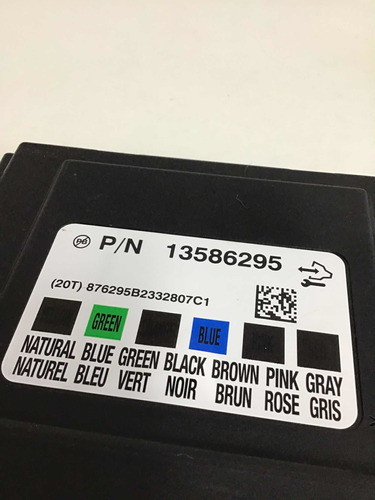 96 P/N 13586295
(20T) 876295B2332807C1
GREEN BLUE
NATURAL BLUE GREEN BLACK BROWN PINK GRAY
NATUREL BLEU VERT NOIR BRUN ROSE GRIS